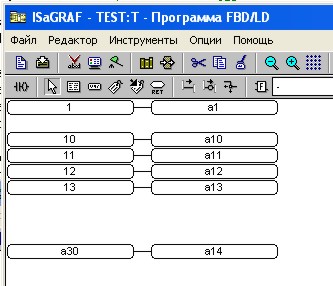 ISaGRAF - TEST:T - Программа FBD/LD
Файл Редактор Инструменты Опции Помощь
RET F -
1 a1
10 a10
11 a11
12 a12
13 a13
a30 a14